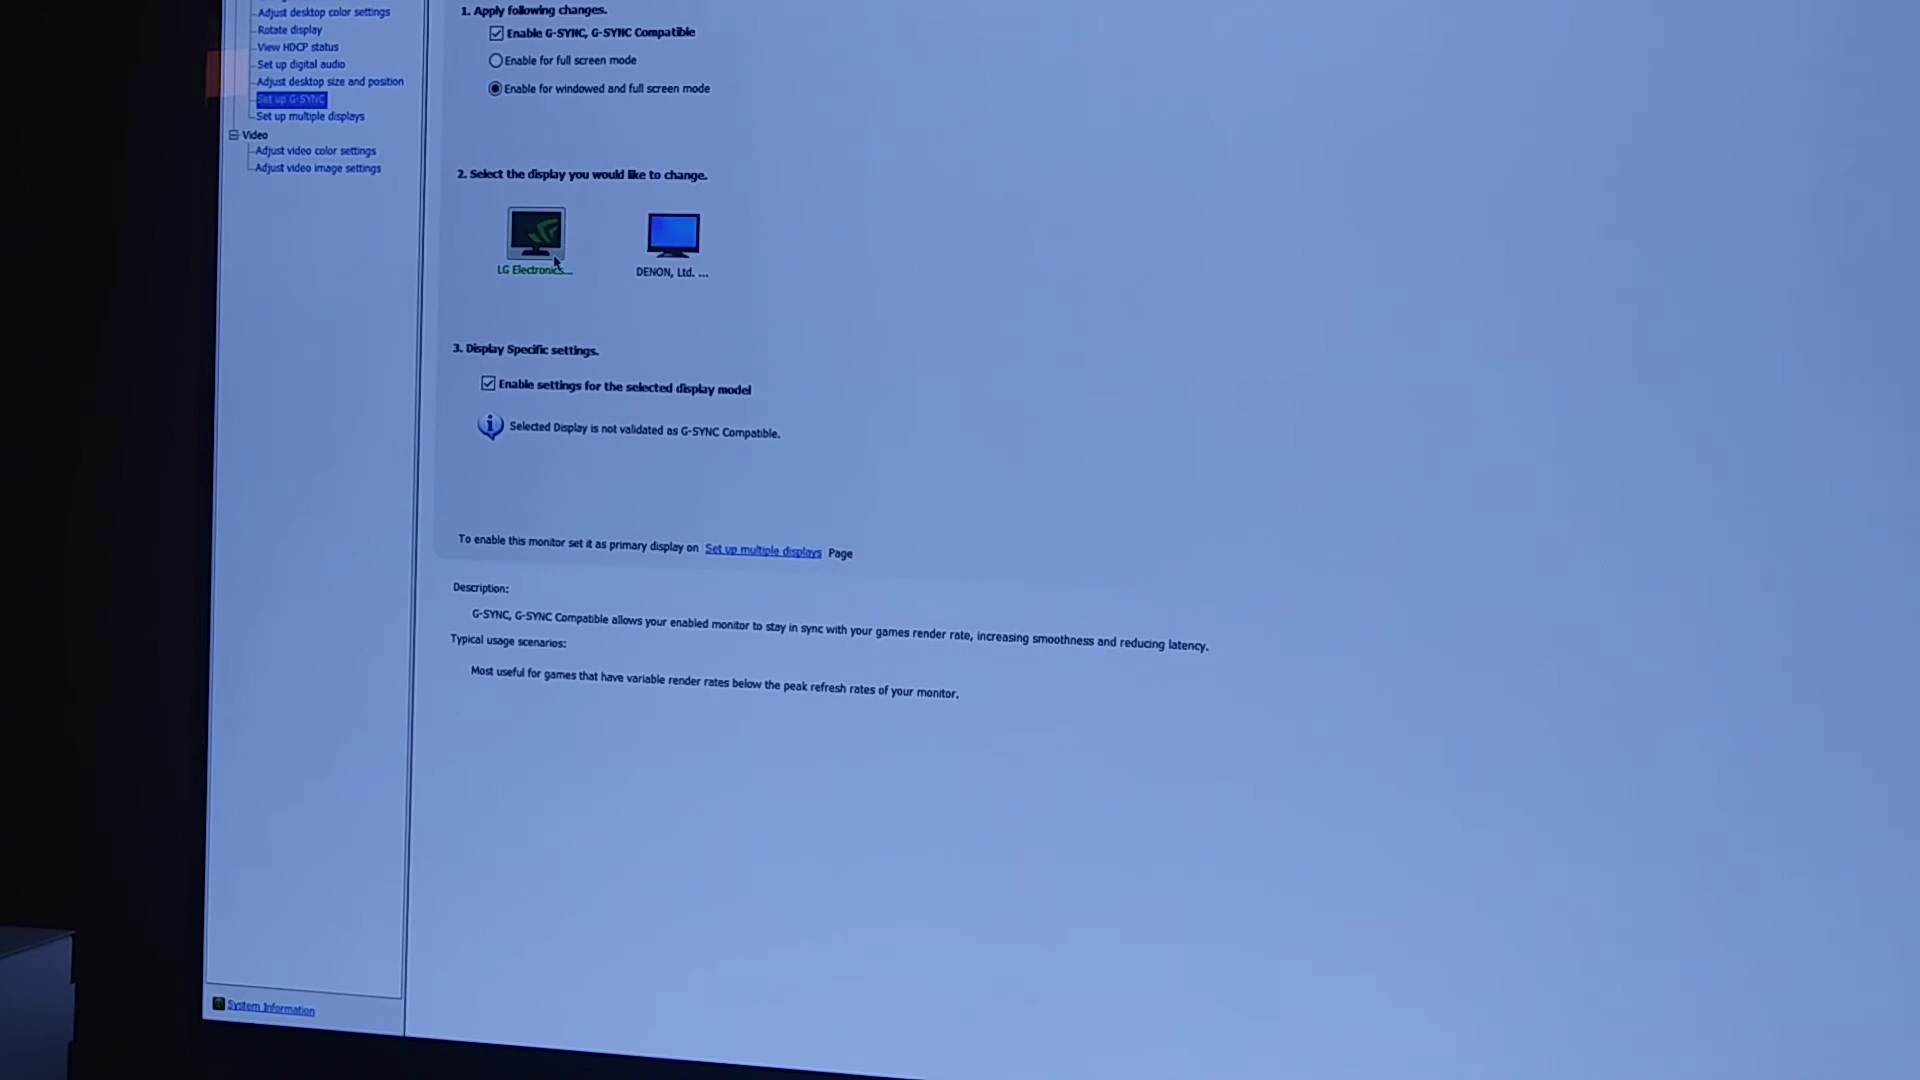 Adjust desktop color settings
Rotate display
View HDCP status
Set up digital audio
Adjust desktop size and position
Set up G-SYNC
Set up multiple displays
Video
Adjust video color settings
Adjust video image settings
System Information
1. Apply following changes.
Enable G-SYNC, G-SYNC Compatible
Enable for full screen mode
Enable for windowed and full screen mode
2. Select the display you would like to change.
LG Electronics... DENON, Ltd. ...
3. Display Specific settings.
Enable settings for the selected display model
Selected Display is not validated as G-SYNC Compatible.
To enable this monitor set it as primary display on Set up multiple displays Page
Description:
G-SYNC, G-SYNC Compatible allows your enabled monitor to stay in sync with your games render rate, increasing smoothness and reducing latency.
Typical usage scenarios:
Most useful for games that have variable render rates below the peak refresh rates of your monitor.